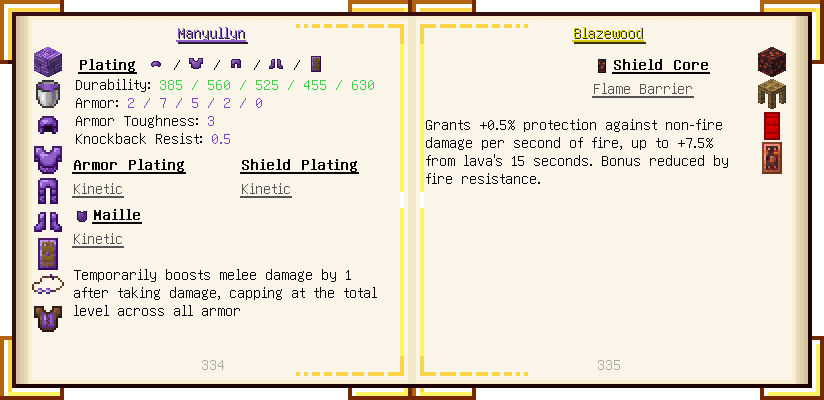 Manyullyn
Plating / / / /
Durability: 385 / 560 / 525 / 455 / 630
Armor: 2 / 7 / 5 / 2 / 0
Armor Toughness: 3
Knockback Resist: 0.5
Armor Plating
Kinetic
Shield Plating
Kinetic
Maille
Kinetic
Temporarily boosts melee damage by 1
after taking damage, capping at the total
level across all armor
334
Blazewood
Shield Core
Flame Barrier
Grants +0.5% protection against non-fire
damage per second of fire, up to +7.5%
from lava's 15 seconds. Bonus reduced by
fire resistance.
335